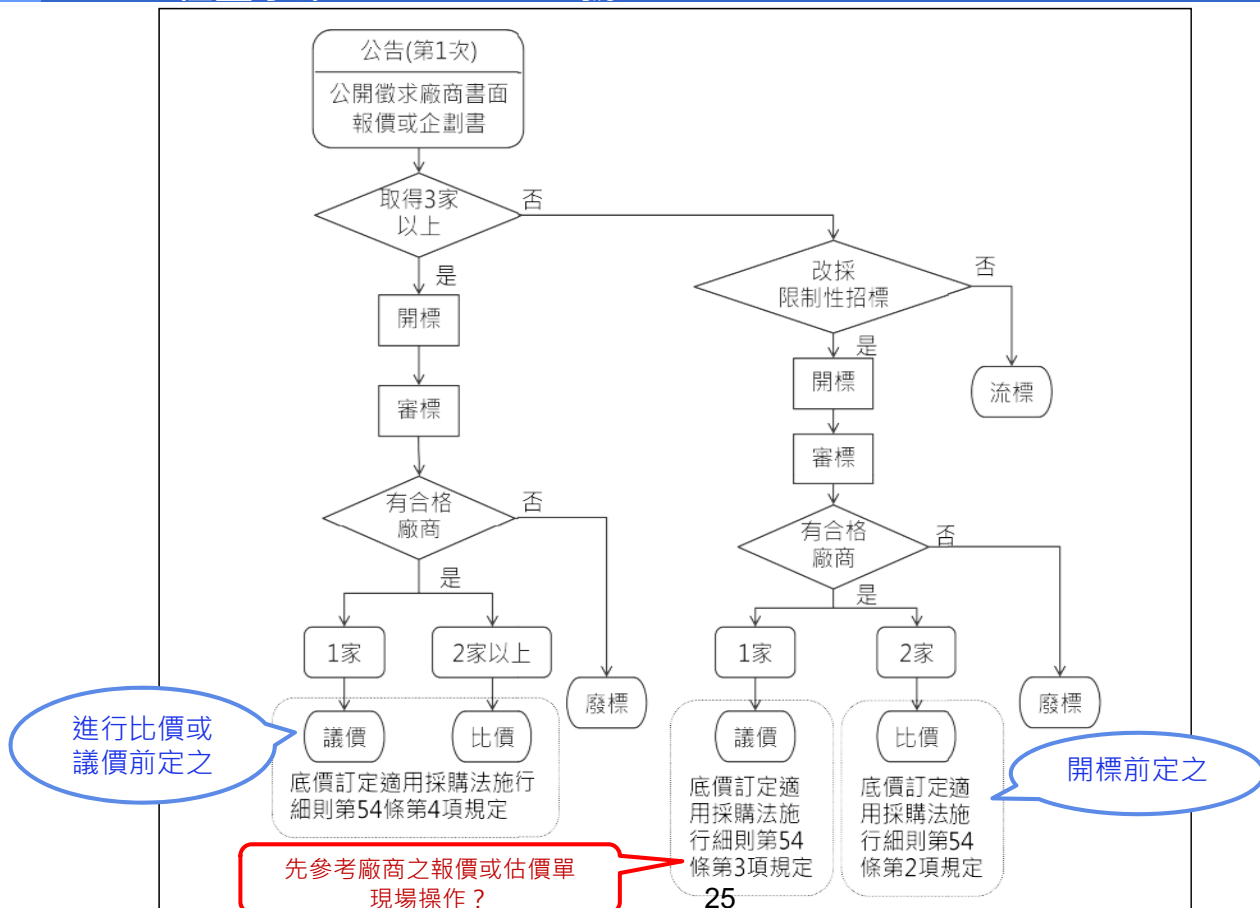 公告(第1次)
公開徵求廠商書面
報價或企劃書
取得3家
以上
否
是
改採
限制性招標
否
是
開標
審標
開標
審標
流標
有合格
廠商
否
是
有合格
廠商
否
是
1家
2家以上
廢標
1家
2家
廢標
進行比價或
議價前定之
議價
比價
底價訂定適用採購法施行
細則第54條第4項規定
議價
底價訂定適
用採購法施
行細則第54
條第3項規定
比價
底價訂定適
用採購法施
行細則第54
條第2項規定
開標前定之
先參考廠商之報價或估價單
現場操作？
25